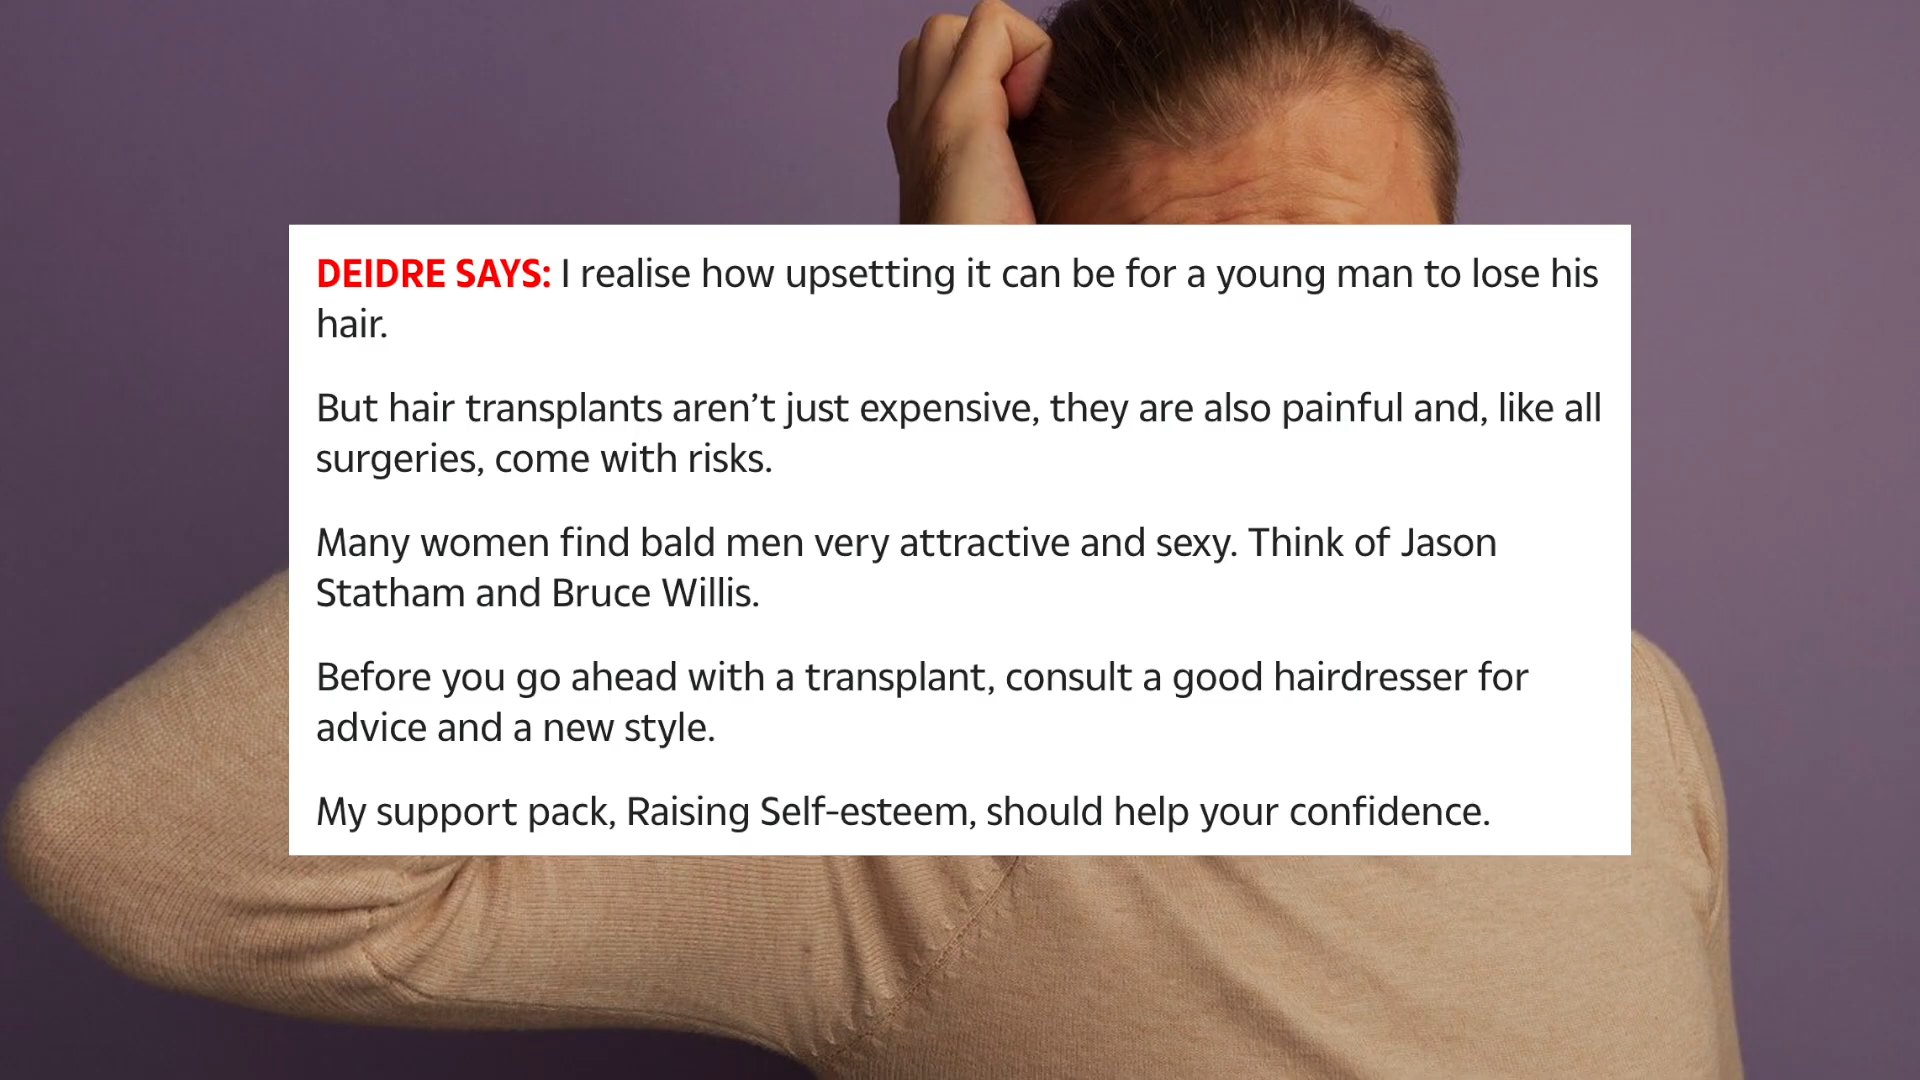 DEIDRE SAYS: I realise how upsetting it can be for a young man to lose his
hair.
But hair transplants aren’t just expensive, they are also painful and, like all
surgeries, come with risks.
Many women find bald men very attractive and sexy. Think of Jason
Statham and Bruce Willis.
Before you go ahead with a transplant, consult a good hairdresser for
advice and a new style.
My support pack, Raising Self-esteem, should help your confidence.